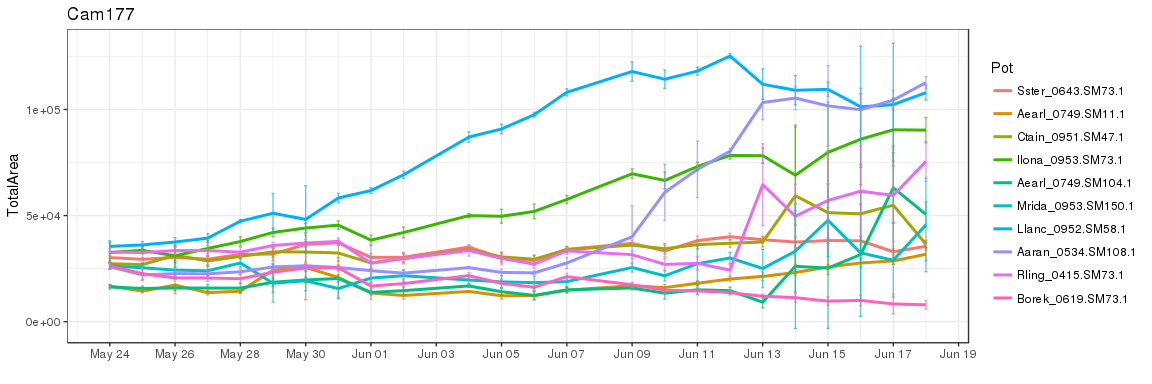 Cam177
TotalArea
1e+05
5e+04
0e+00
May 24
May 26
May 28
May 30
Jun 01
Jun 03
Jun 05
Jun 07
Jun 09
Jun 11
Jun 13
Jun 15
Jun 17
Jun 19
Pot
Sster_0643.SM73.1
Aearl_0749.SM11.1
Ctain_0951.SM47.1
Ilona_0953.SM73.1
Aearl_0749.SM104.1
Mrida_0953.SM150.1
Llanc_0952.SM58.1
Aaran_0534.SM108.1
Rling_0415.SM73.1
Borek_0619.SM73.1